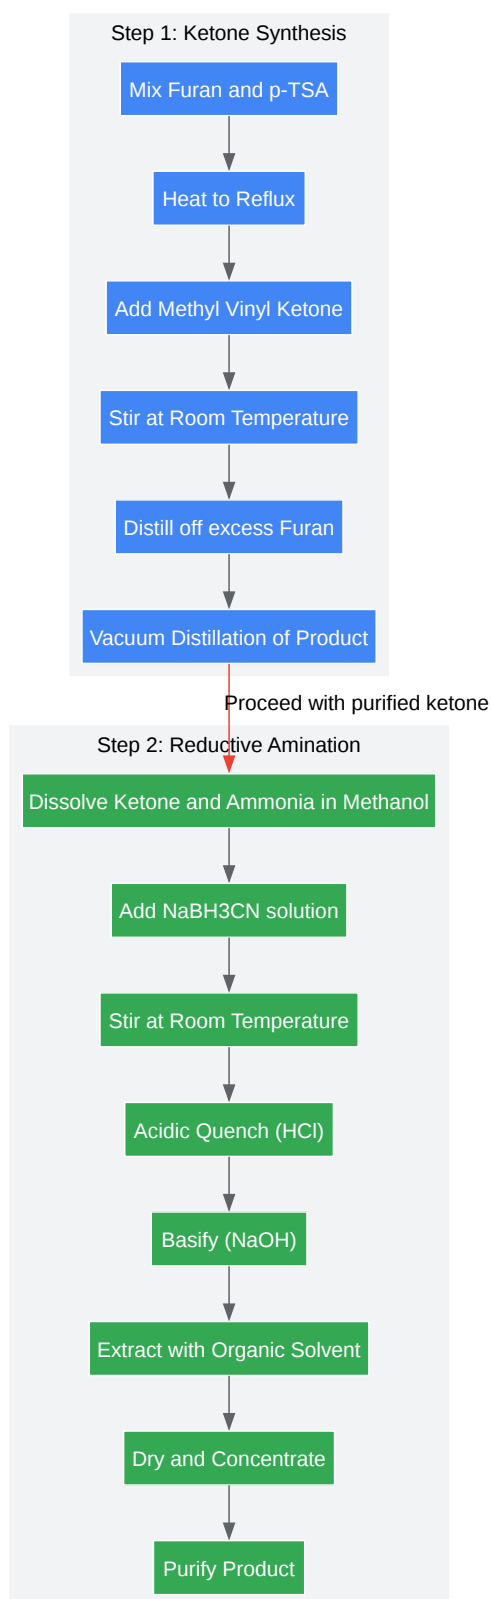 Step 1: Ketone Synthesis
Mix Furan and p-TSA
Heat to Reflux
Add Methyl Vinyl Ketone
Stir at Room Temperature
Distill off excess Furan
Vacuum Distillation of Product
Proceed with purified ketone
Step 2: Reductive Amination
Dissolve Ketone and Ammonia in Methanol
Add NaBH3CN solution
Stir at Room Temperature
Acidic Quench (HCl)
Basify (NaOH)
Extract with Organic Solvent
Dry and Concentrate
Purify Product